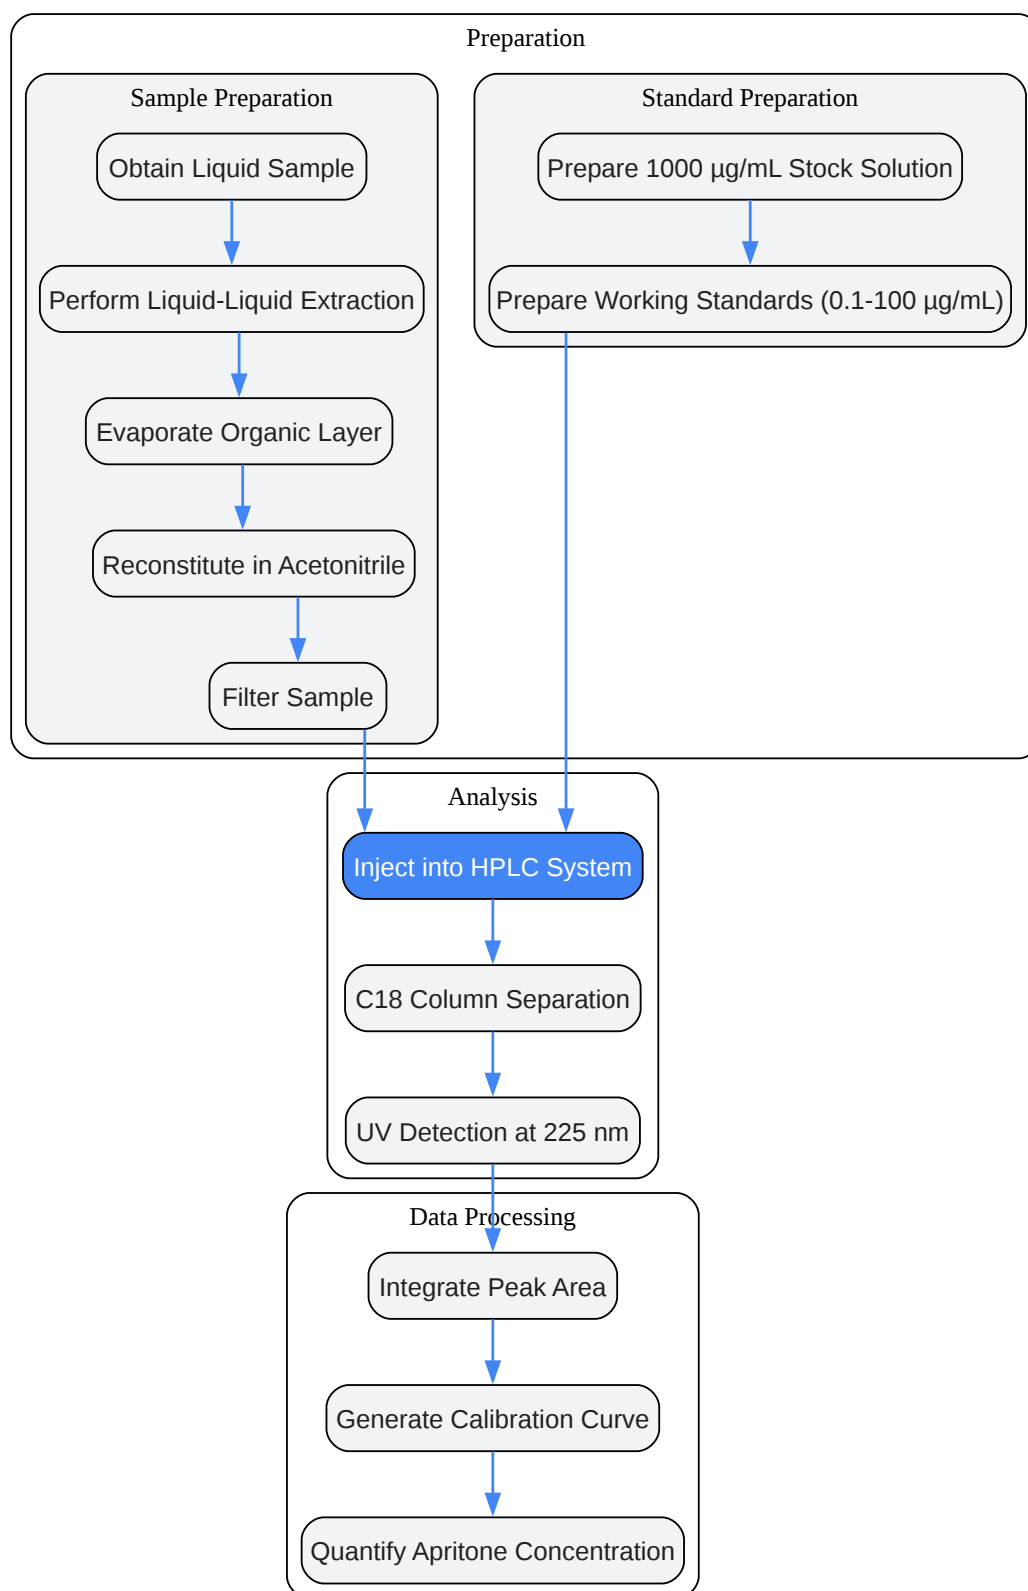 Preparation
Sample Preparation
Obtain Liquid Sample
Perform Liquid-Liquid Extraction
Evaporate Organic Layer
Reconstitute in Acetonitrile
Filter Sample
Standard Preparation
Prepare 1000 µg/mL Stock Solution
Prepare Working Standards (0.1-100 µg/mL)
Analysis
Inject into HPLC System
C18 Column Separation
UV Detection at 225 nm
Data Processing
Integrate Peak Area
Generate Calibration Curve
Quantify Apritone Concentration